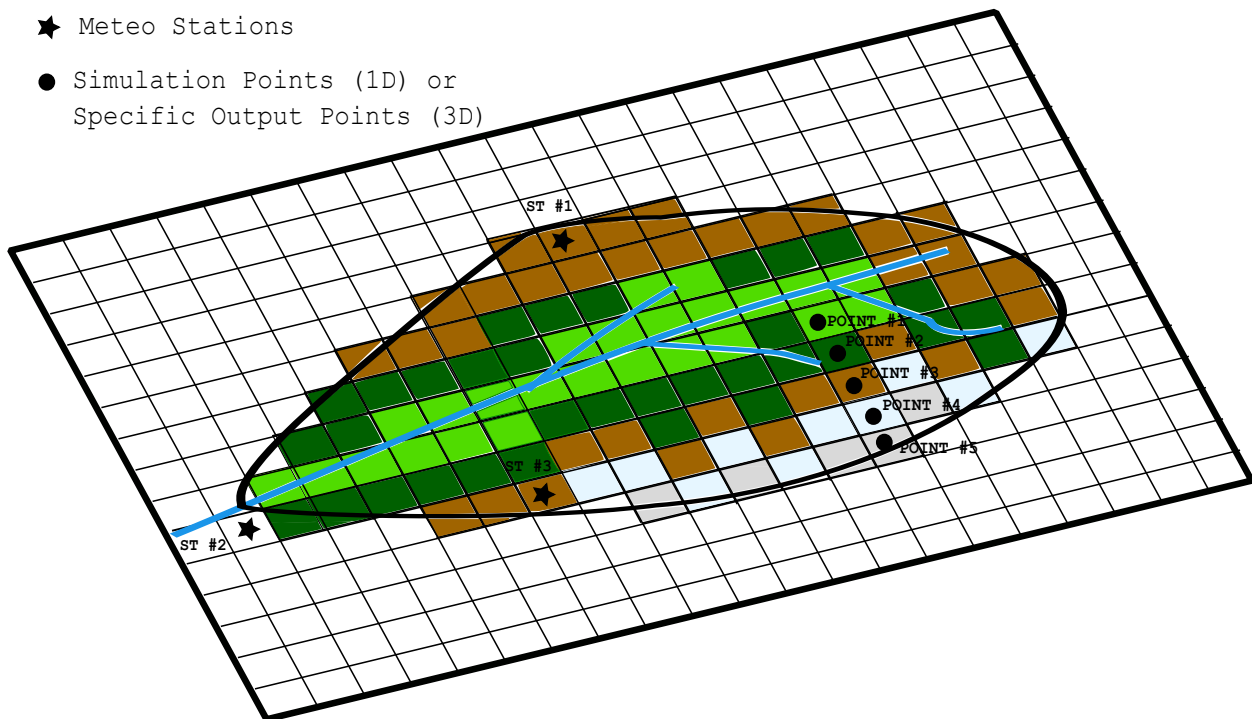 Meteo Stations
Simulation Points (1D) or
Specific Output Points (3D)
ST #1
POINT #1
POINT #2
POINT #3
POINT #4
POINT #5
ST #3
ST #2